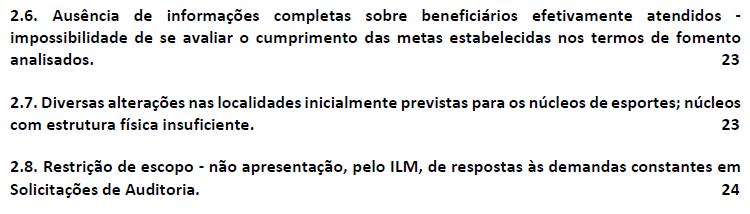 2.6. Ausência de informações completas sobre beneficiários efetivamente atendidos -
impossibilidade de se avaliar o cumprimento das metas estabelecidas nos termos de fomento
analisados. 23
2.7. Diversas alterações nas localidades inicialmente previstas para os núcleos de esportes; núcleos
com estrutura física insuficiente. 23
2.8. Restrição de escopo - não apresentação, pelo ILM, de respostas às demandas constantes em
Solicitações de Auditoria. 24